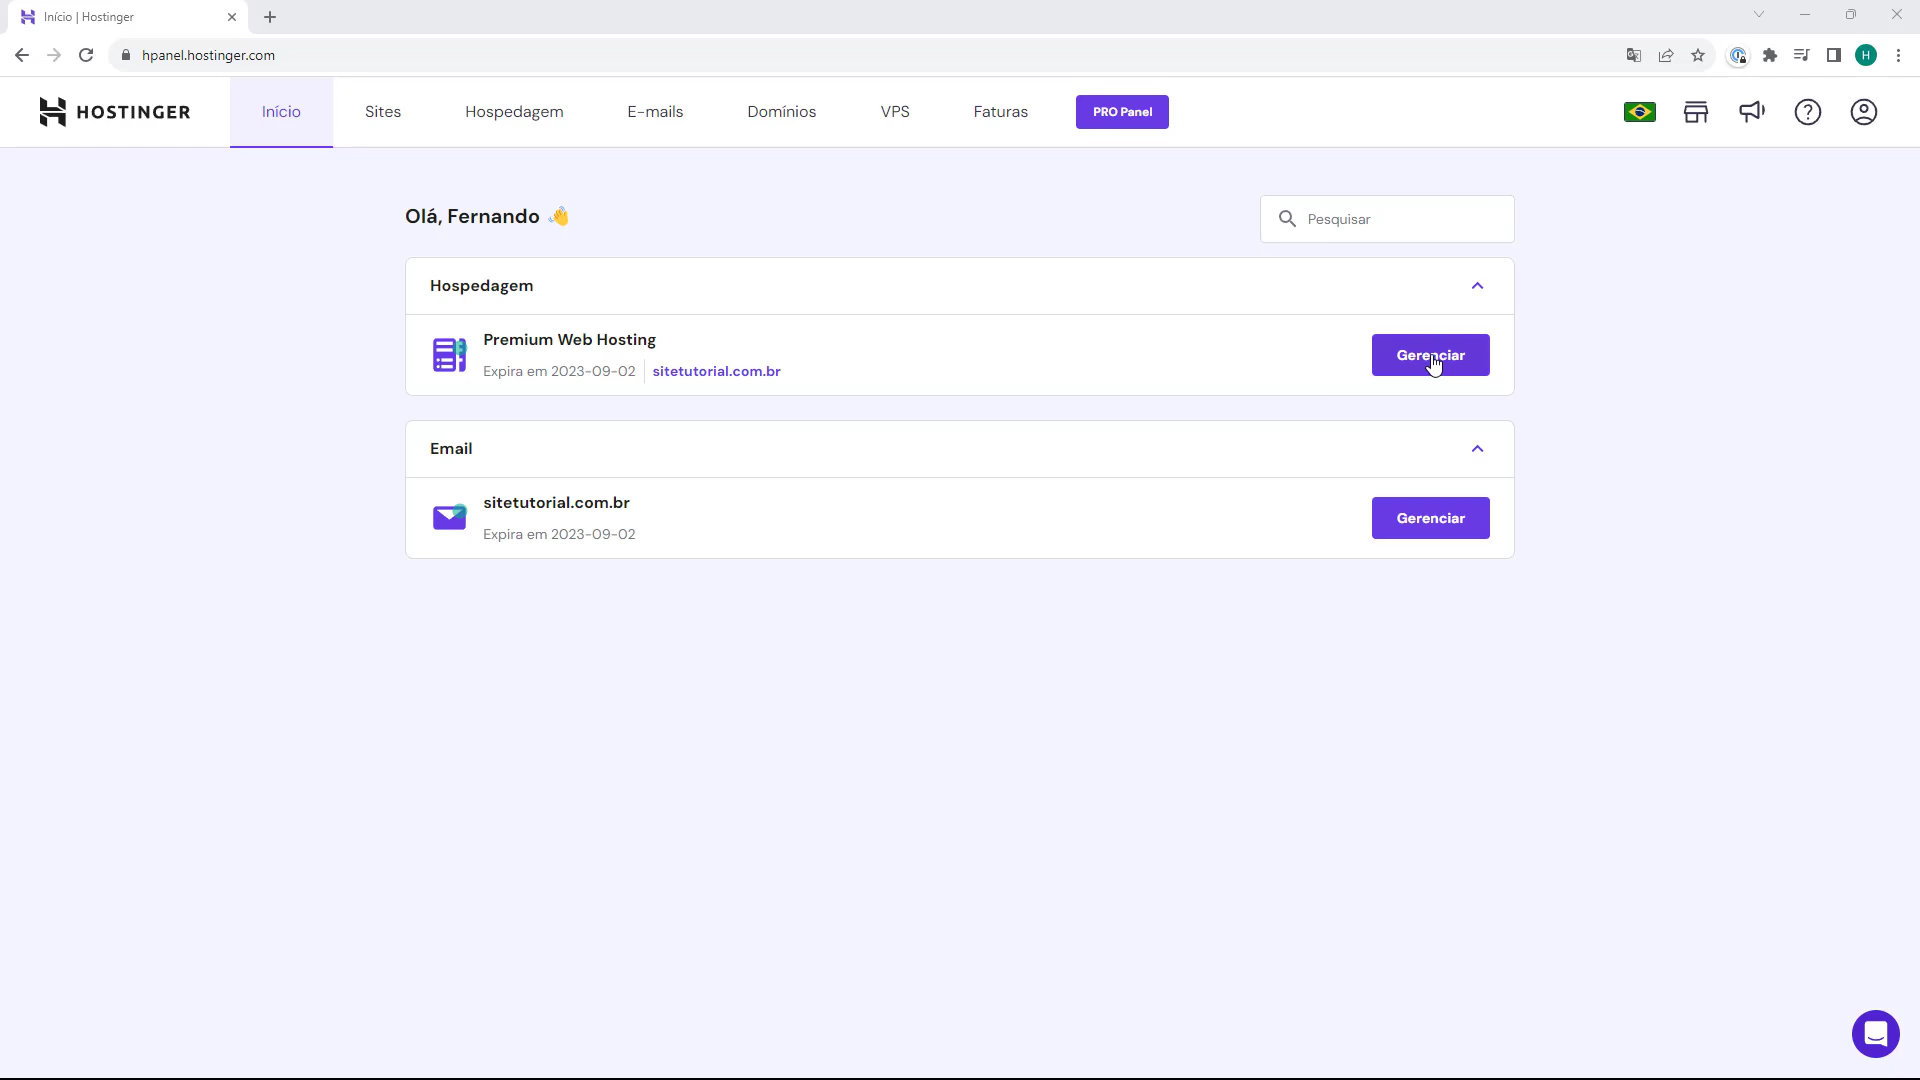 Início | Hostinger
hpanel.hostinger.com
H
HOSTINGER
Início
Sites
Hospedagem
E-mails
Domínios
VPS
Faturas
PRO Panel
Olá, Fernando 👋
Pesquisar
Hospedagem
Premium Web Hosting
Expira em 2023-09-02
sitetutorial.com.br
Gerenciar
Email
sitetutorial.com.br
Expira em 2023-09-02
Gerenciar